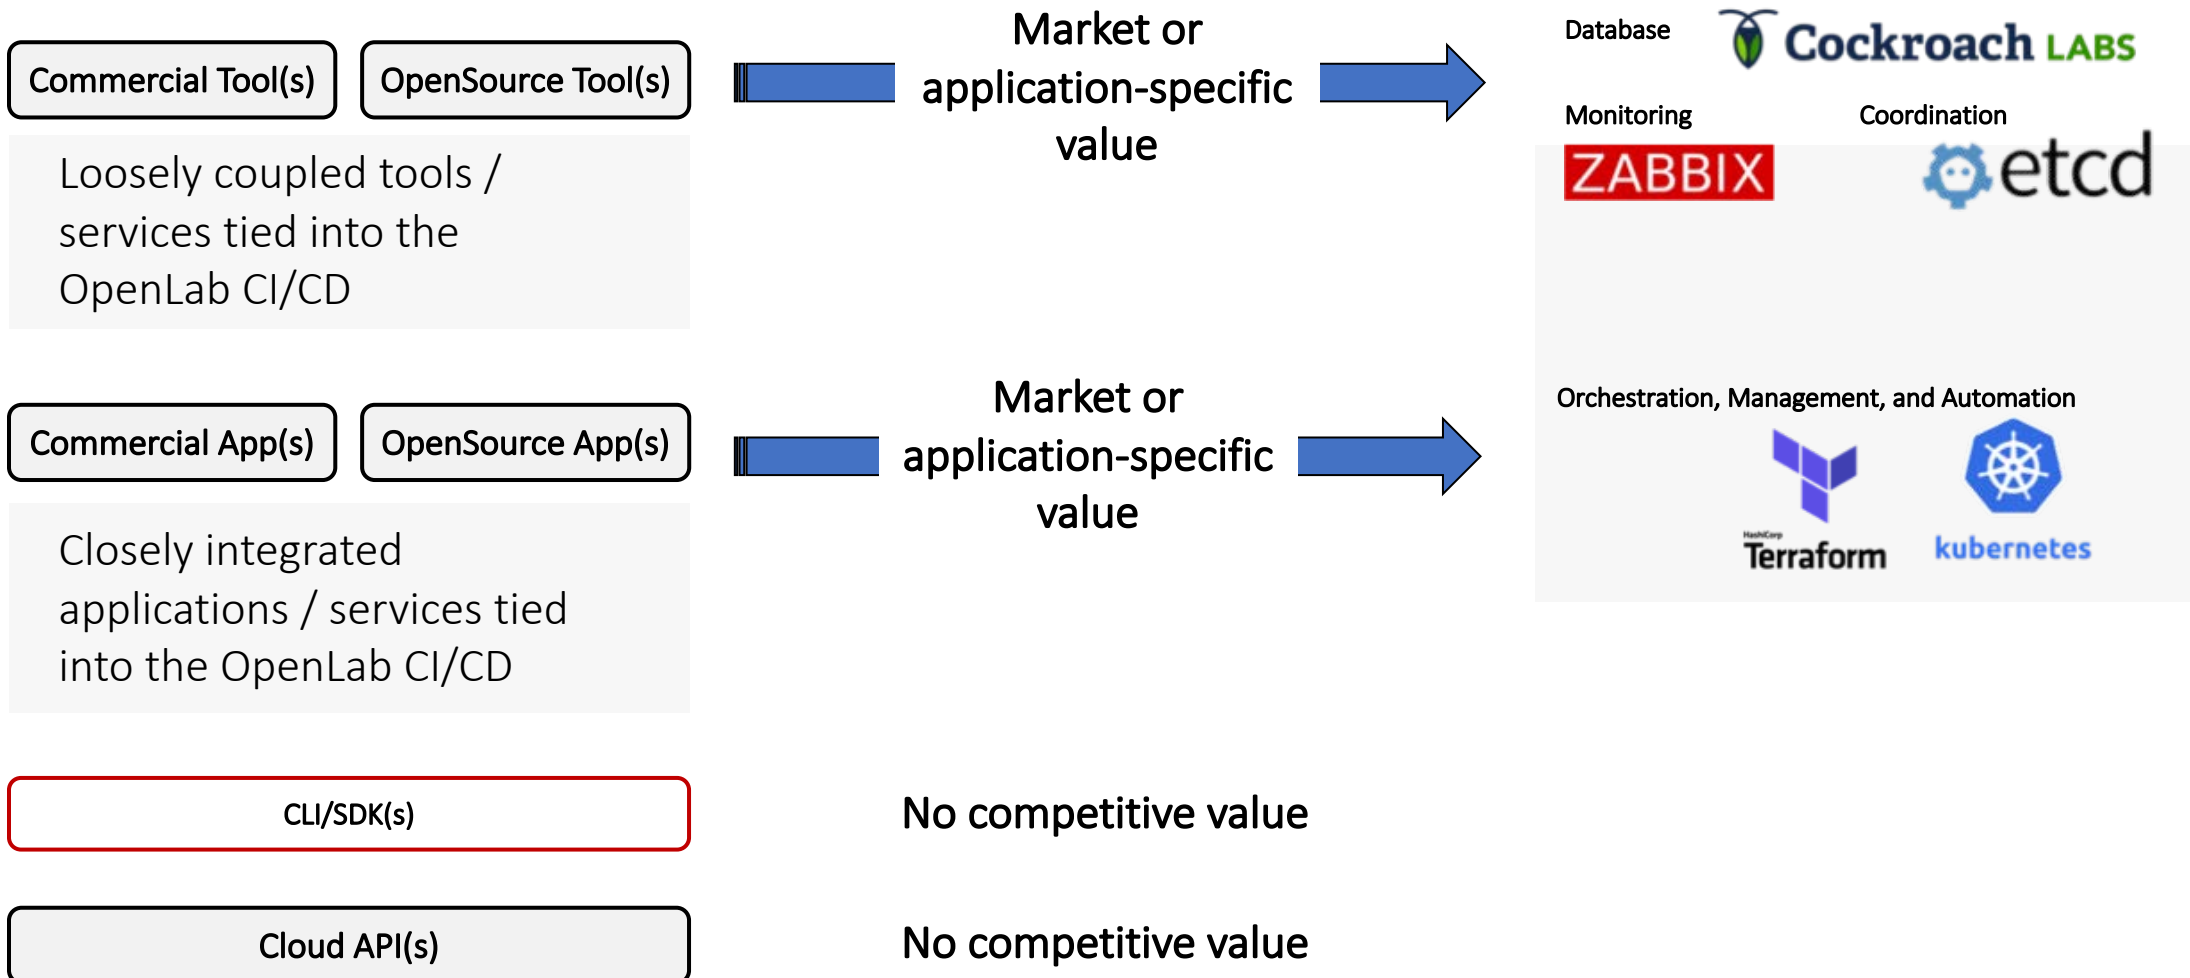 Commercial Tool(s)
OpenSource Tool(s)
Loosely coupled tools /
services tied into the
OpenLab CI/CD
Market or
application-specific
value
Database
Cockroach LABS
Monitoring
Coordination
ZABBIX
etcd
Commercial App(s)
OpenSource App(s)
Closely integrated
applications / services tied
into the OpenLab CI/CD
Market or
application-specific
value
Orchestration, Management, and Automation
HashiCorp
Terraform
kubernetes
CLI/SDK(s)
No competitive value
Cloud API(s)
No competitive value